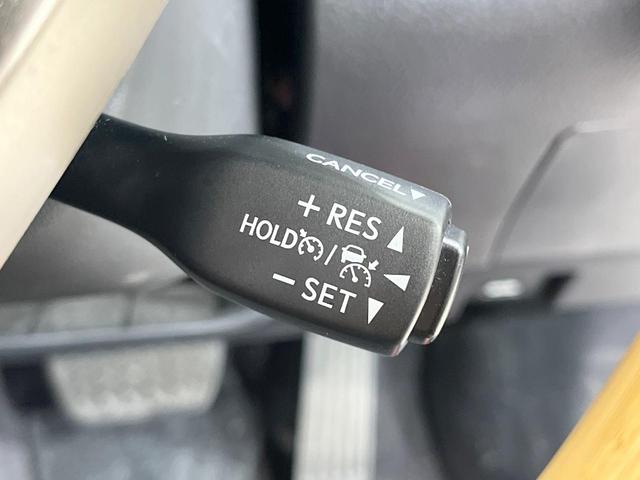 CANCEL▼
+ RES ▲
HOLD / ◀
− SET ▼